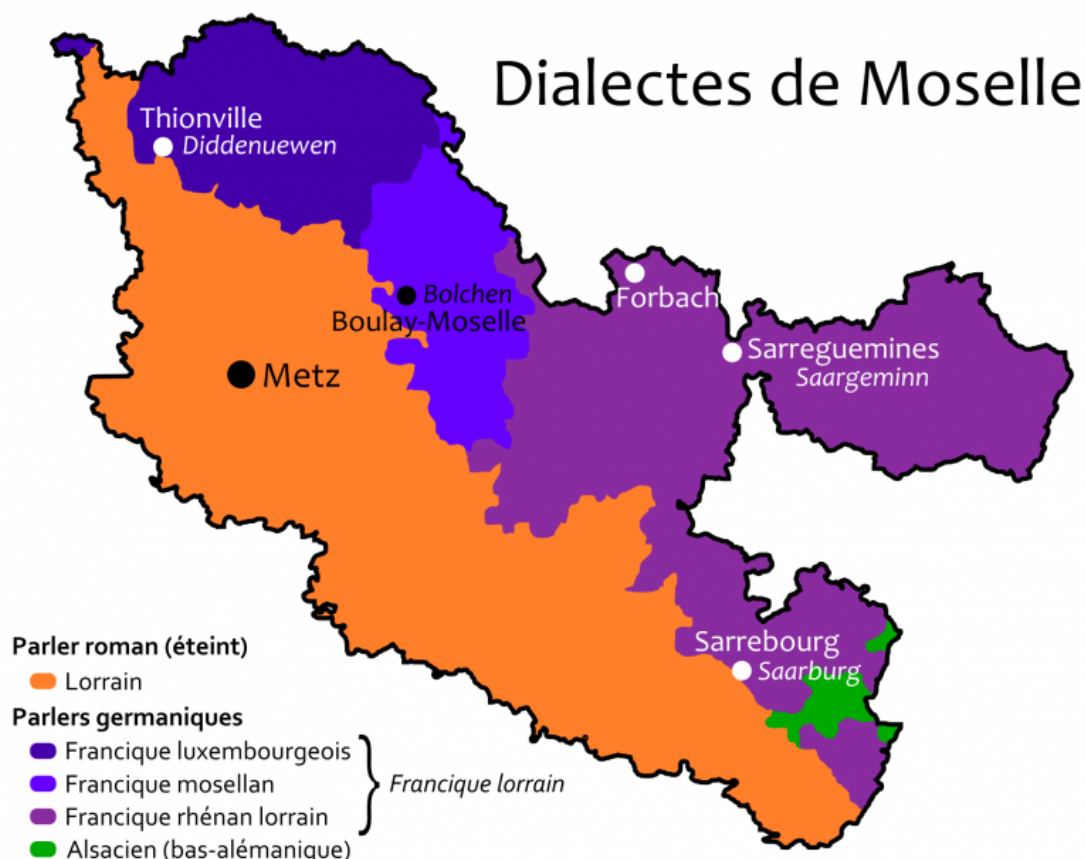 Dialectes de Moselle
Thionville
Diddenuewen
Bolchen
Boulay-Moselle
Forbach
Sarreguemines
Saargeminn
Metz
Sarrebourg
Saarburg
Parler roman (éteint)
Lorrain
Parlers germaniques
Francique luxembourgeois
Francique mosellan
Francique rhénan lorrain
Francique lorrain
Alsacien (bas-alémanique)